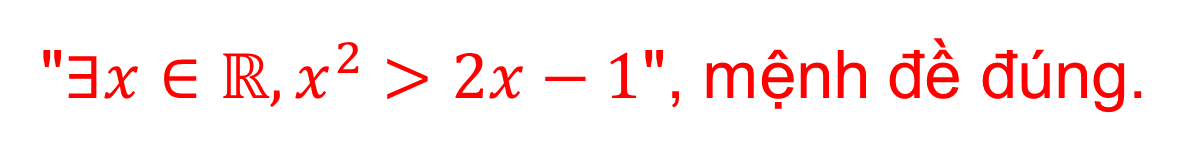 "∃𝑥 ∈ ℝ, 𝑥² > 2𝑥 − 1", mệnh đề đúng.